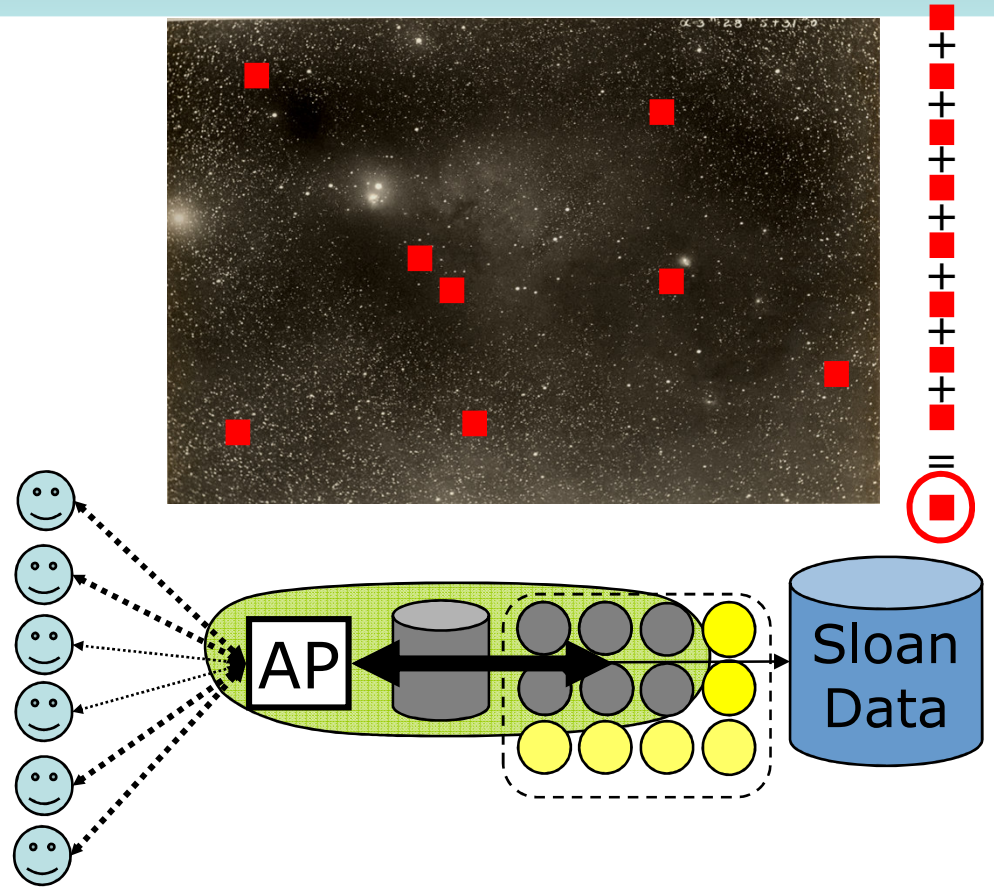 +
+
+
+
+
+
+
=
AP
Sloan
Data